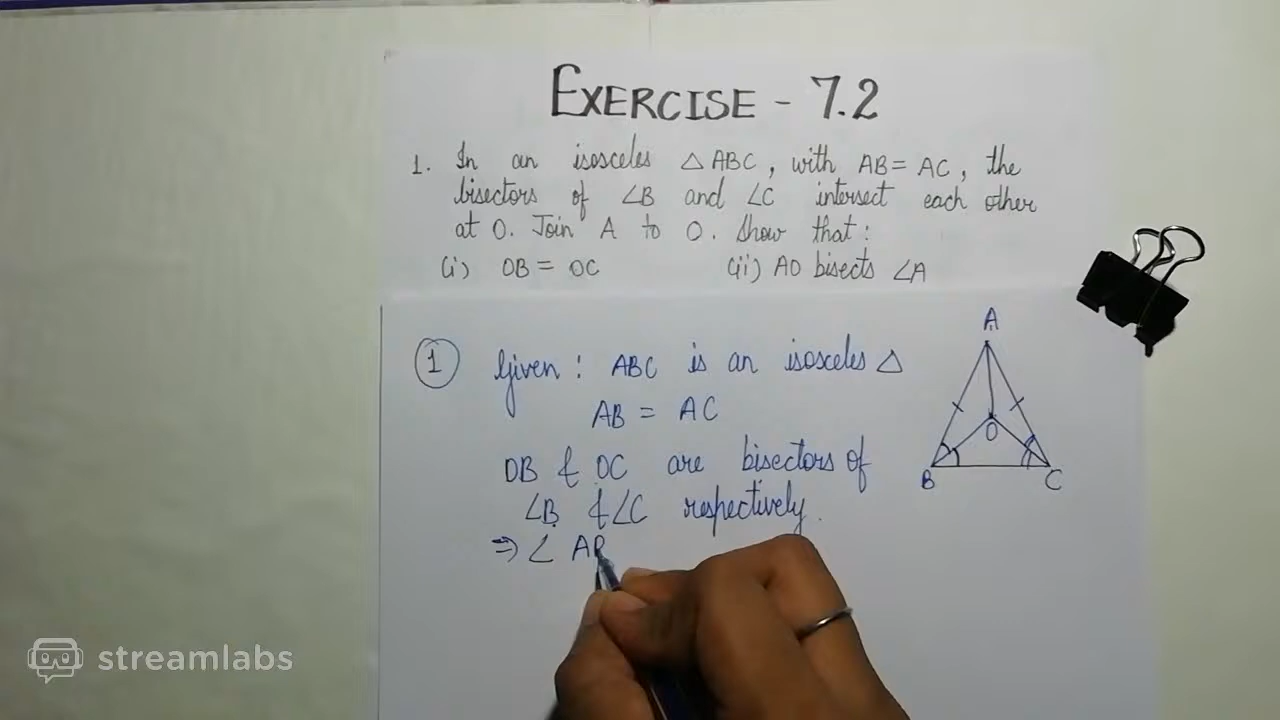 EXERCISE - 7.2
1. In an isosceles △ ABC, with AB = AC, the
bisectors of ∠B and ∠C intersect each other
at O. Join A to O. Show that:
(i) OB = OC (ii) AO bisects ∠A
1 Given : ABC is an isosceles △
AB = AC
OB & OC are bisectors of
∠B & ∠C respectively.
⇒ ∠ AB
A
O
B
C
streamlabs